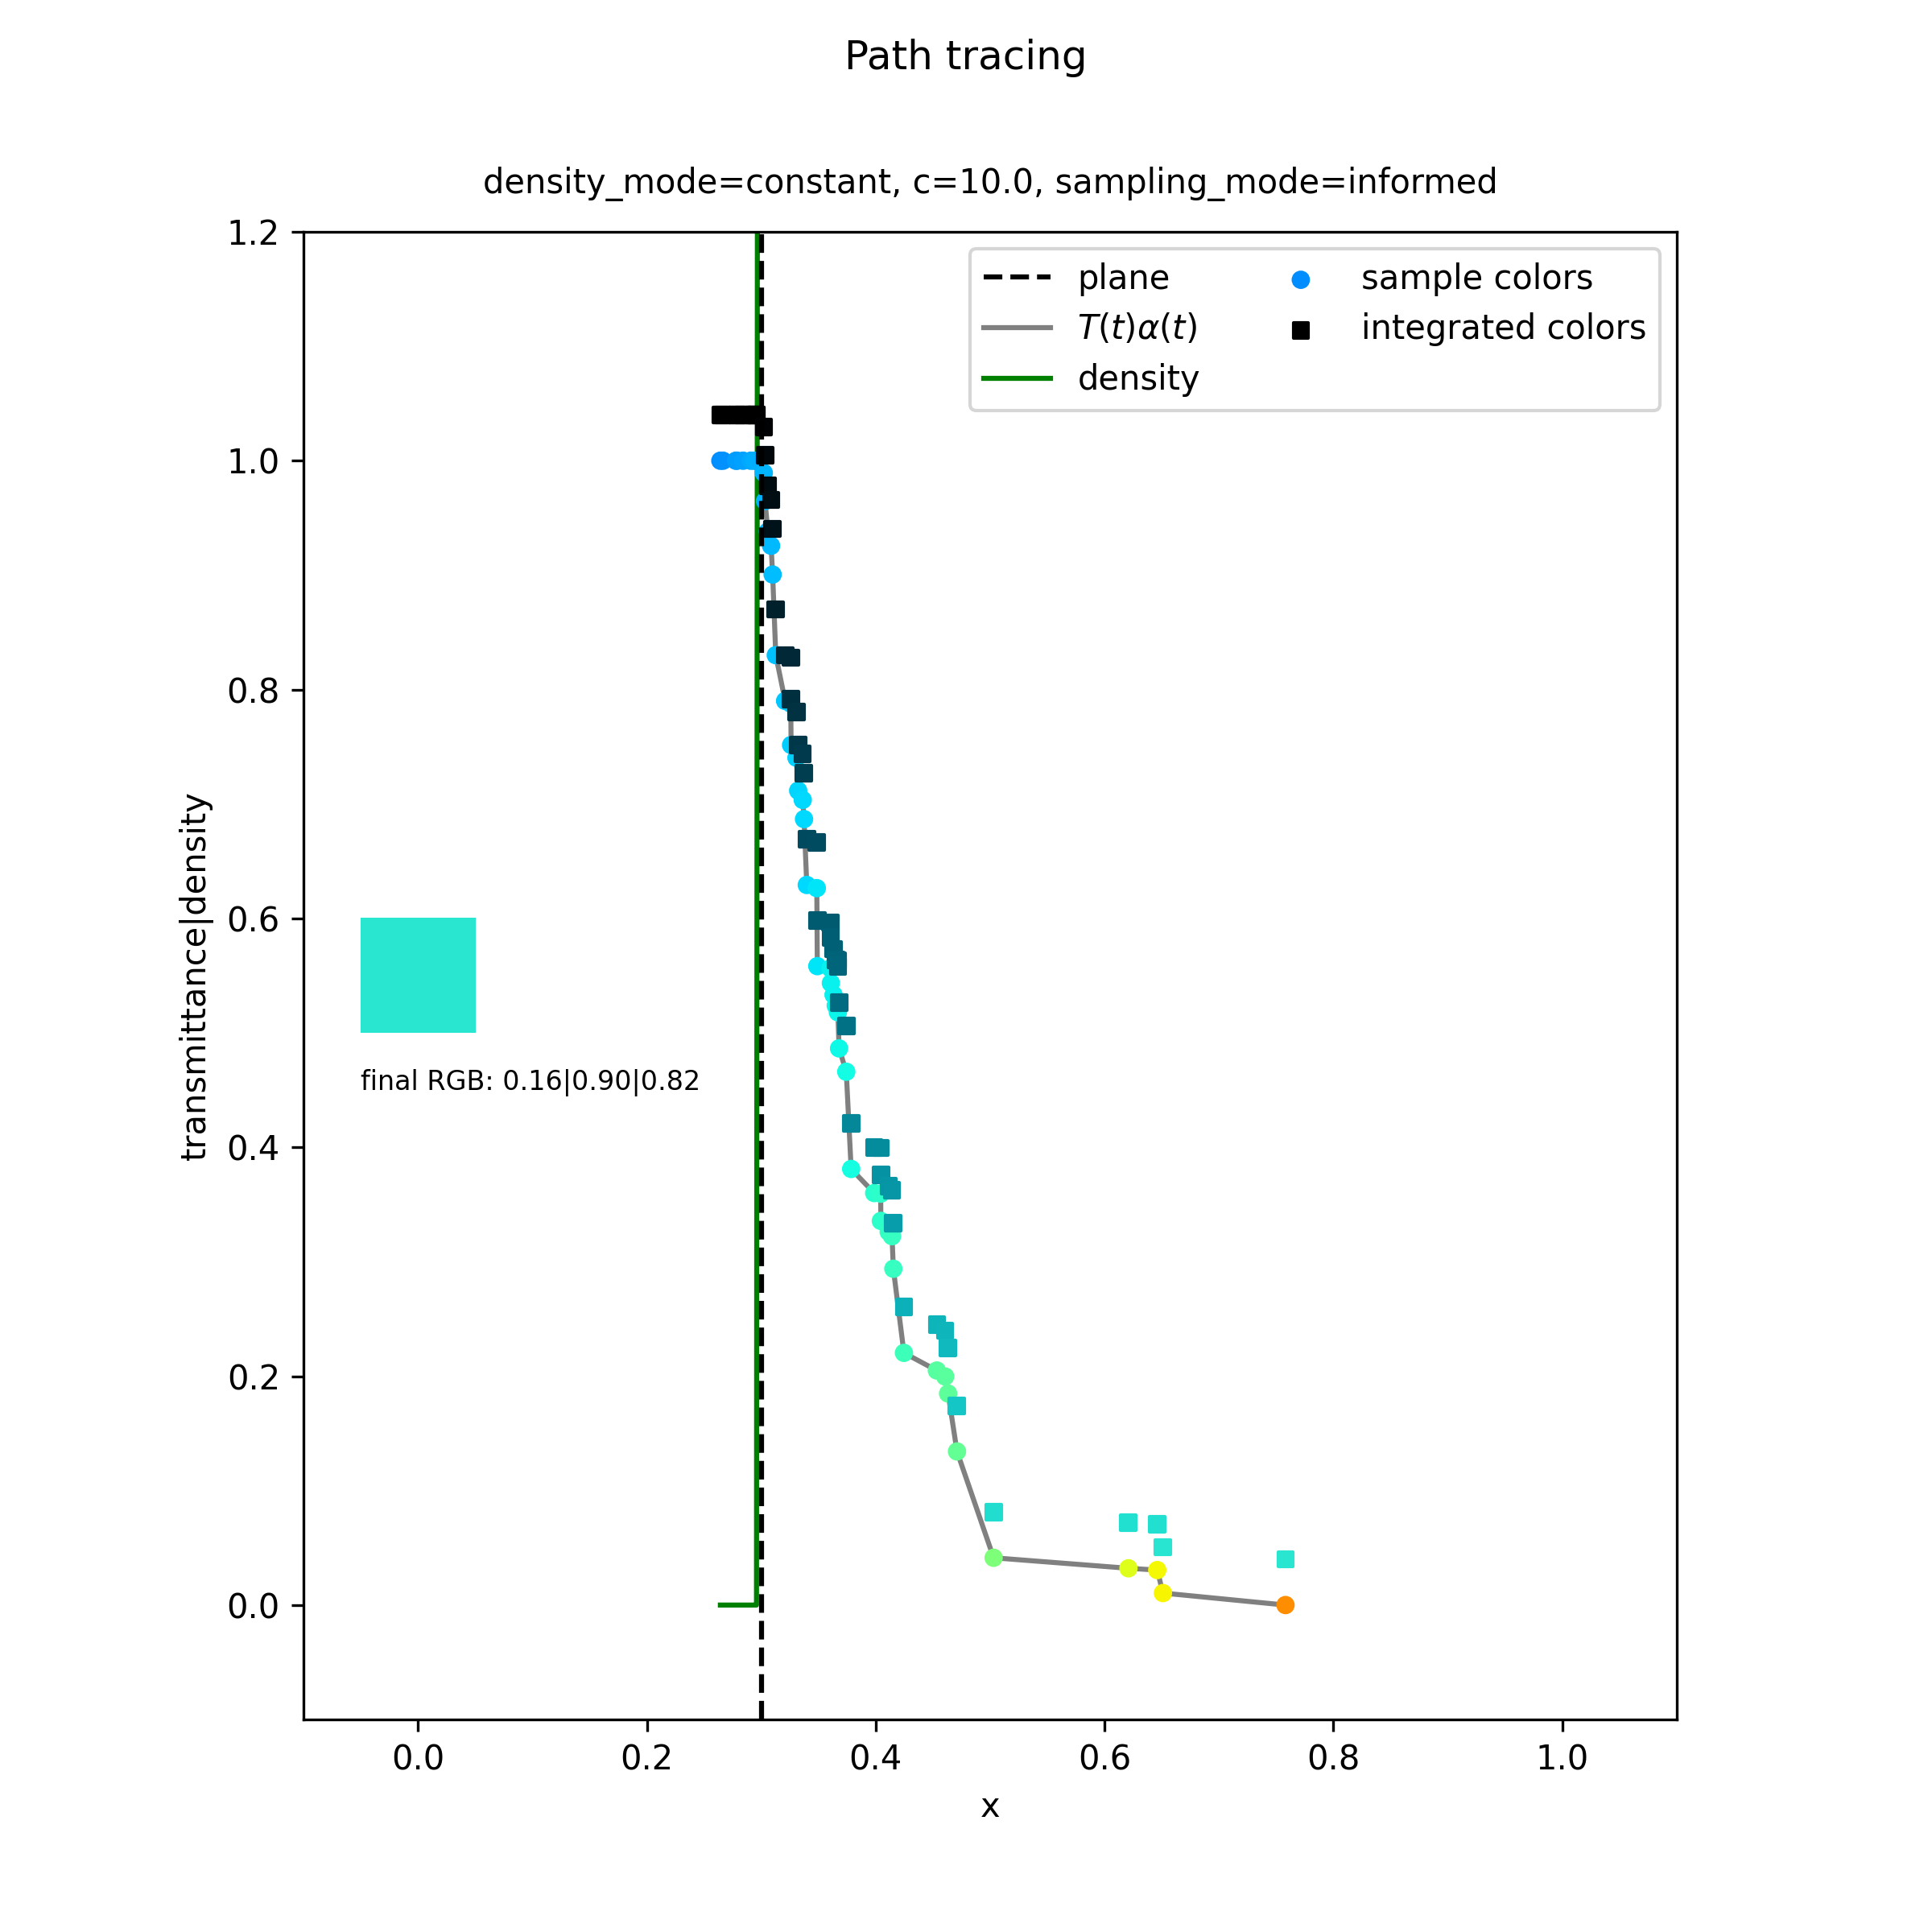 Path tracing
density_mode=constant, c=10.0, sampling_mode=informed
plane
T(t)α(t)
density
sample colors
integrated colors
transmittance|density
1.2
1.0
0.8
0.6
0.4
0.2
0.0
final RGB: 0.16|0.90|0.82
0.0 0.2 0.4 0.6 0.8 1.0
x